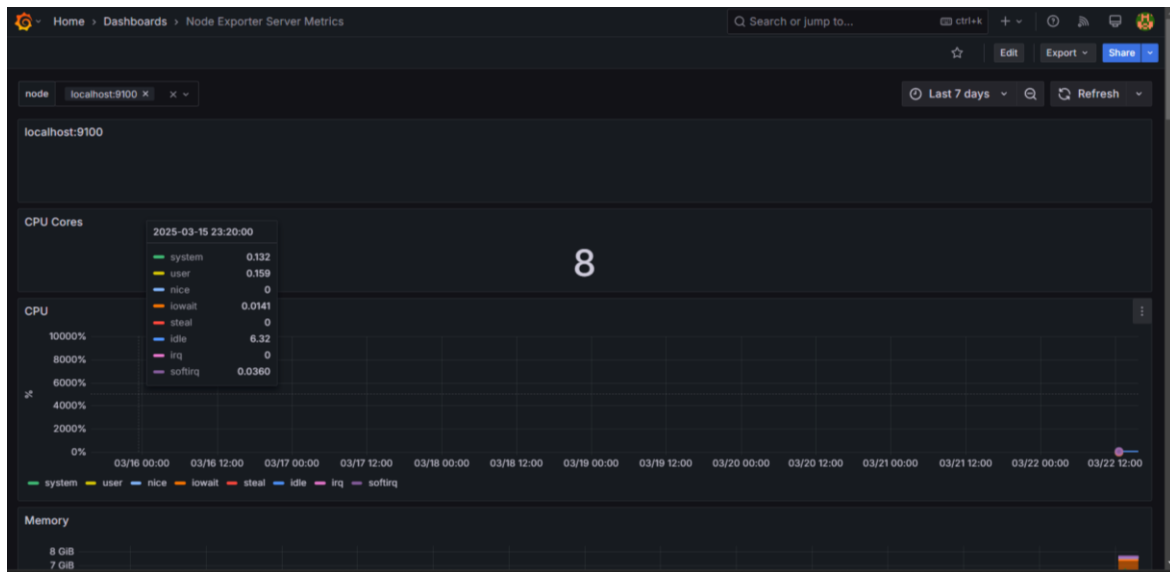 Home › Dashboards › Node Exporter Server Metrics Search or jump to... ctrl+k
Edit Export Share
node localhost:9100 × × Last 7 days Refresh
localhost:9100
CPU Cores
8
2025-03-15 23:20:00
system 0.132
user 0.159
nice 0
iowait 0.0141
steal 0
idle 6.32
irq 0
softirq 0.0360
CPU
10000%
8000%
6000%
%
4000%
2000%
0%
03/16 00:00 03/16 12:00 03/17 00:00 03/17 12:00 03/18 00:00 03/18 12:00 03/19 00:00 03/19 12:00 03/20 00:00 03/20 12:00 03/21 00:00 03/21 12:00 03/22 00:00 03/22 12:00
system user nice iowait steal idle irq softirq
Memory
8 GiB
7 GiB